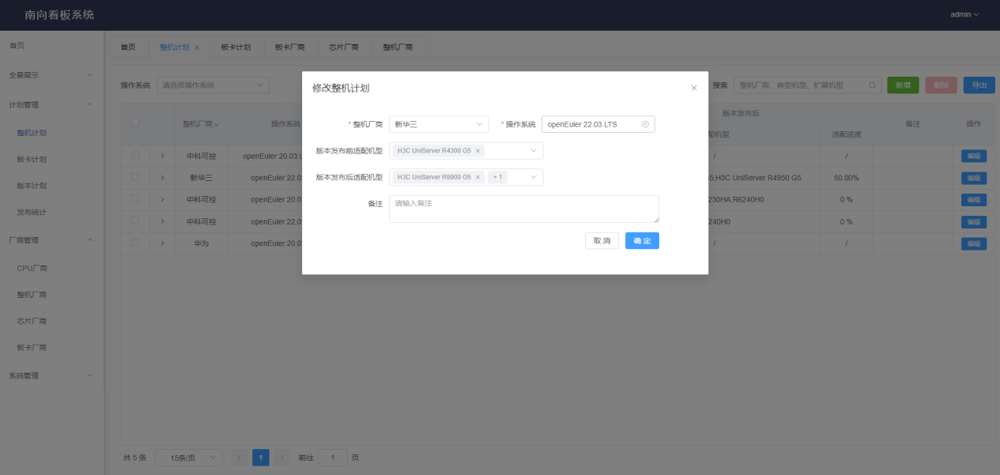 南向看板系统
admin
首页
全景展示
计划管理
整机计划
板卡计划
版本计划
发布统计
厂商管理
CPU厂商
整机厂商
芯片厂商
板卡厂商
系统管理
首页 整机计划 × 板卡计划 板卡厂商 芯片厂商 整机厂商
操作系统 请选择操作系统
搜索 整机厂商、典型机型、扩展机型 新增 删除 导出
整机厂商 操作系统 版本发布后 备注 操作
配机型 适配进度
中科可控 openEuler 20.03 L / / 编辑
新华三 openEuler 22.0 5,H3C UniServer R4950 G5 50.00% 编辑
中科可控 openEuler 20.0 230HA,R6240H0 0 % 编辑
中科可控 openEuler 22.0 240H0 0 % 编辑
华为 openEuler 20.0 / / 编辑
修改整机计划 ×
* 整机厂商 新华三 * 操作系统 openEuler 22.03 LTS
版本发布前适配机型 H3C UniServer R4300 G5 ×
版本发布后适配机型 H3C UniServer R6900 G5 × + 1
备注 请输入备注
取消 确定
共 5 条 15条/页 < 1 > 前往 1 页